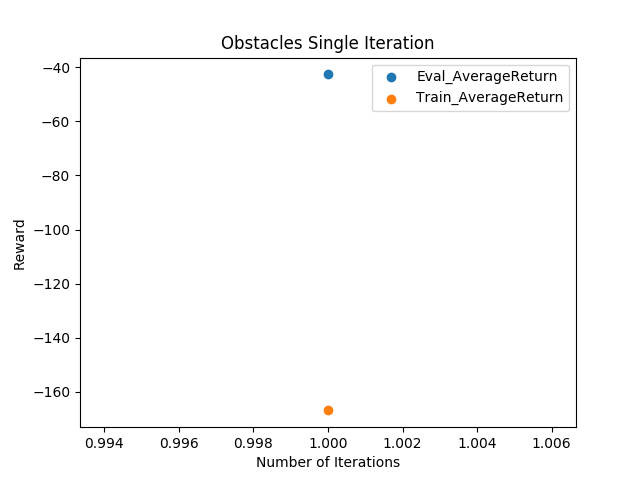 Obstacles Single Iteration
Eval_AverageReturn
Train_AverageReturn
Reward
−40
−60
−80
−100
−120
−140
−160
0.994 0.996 0.998 1.000 1.002 1.004 1.006
Number of Iterations